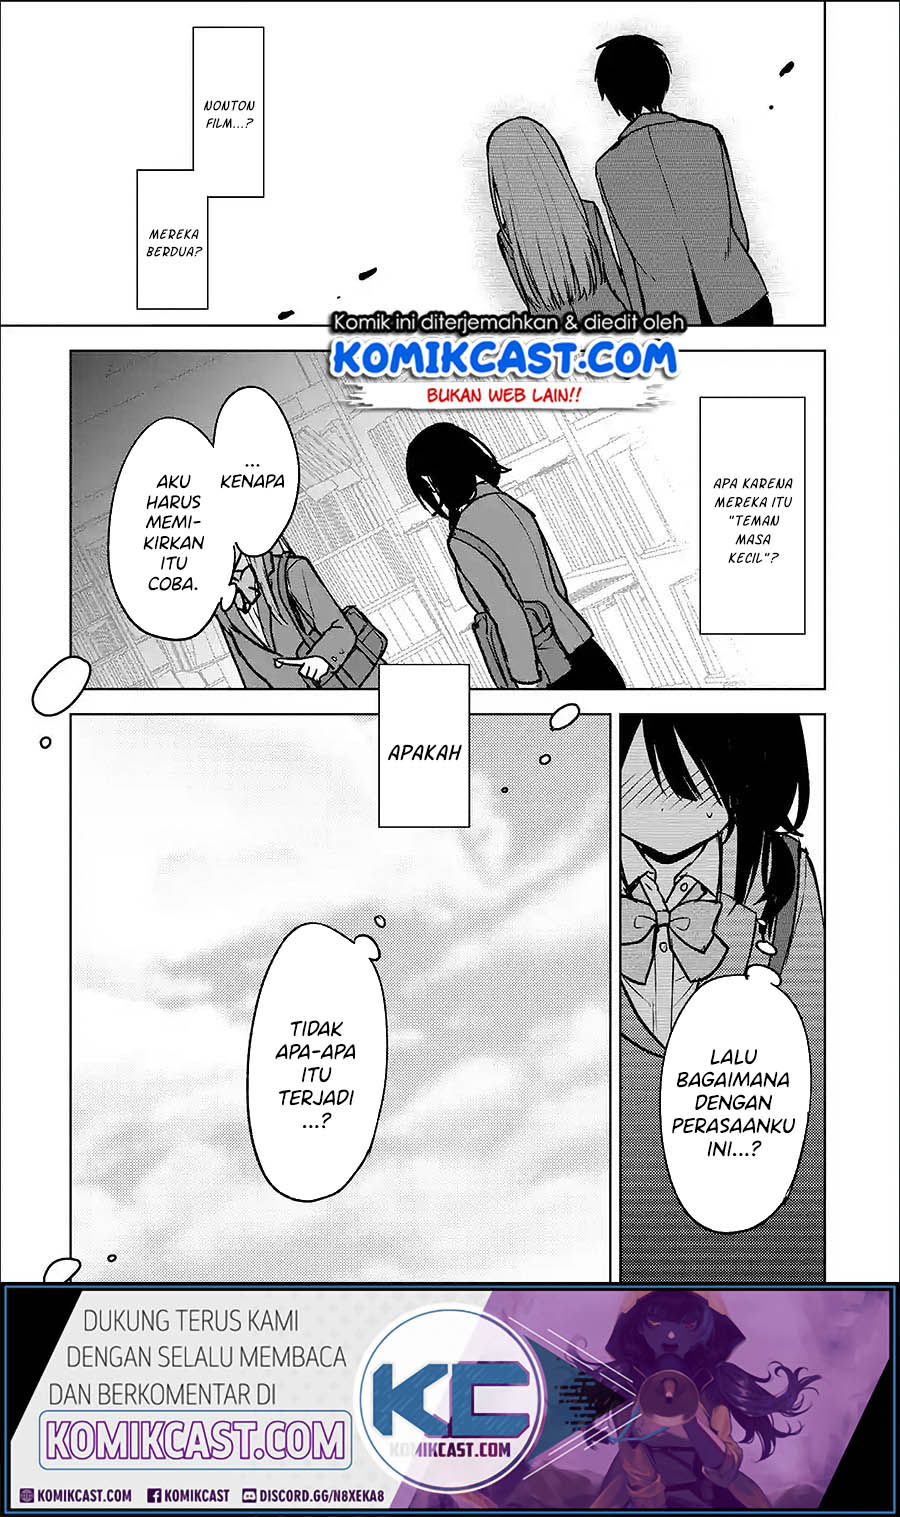 NONTON
FILM...?
MEREKA
BERDUA?
Komik ini diterjemahkan & diedit oleh
KOMIKCAST.COM
BUKAN WEB LAIN!!
APA KARENA
MEREKA ITU
"TEMAN
MASA
KECIL"?
...
KENAPA
AKU
HARUS
MEMI-
KIRKAN
ITU
COBA.
LALU
BAGAIMANA
DENGAN
PERASAANKU
INI...?
APAKAH
TIDAK
APA-APA
ITU
TERJADI
...?
DUKUNG TERUS KAMI
DENGAN SELALU MEMBACA
DAN BERKOMENTAR DI
KOMIKCAST.COM
KOMIKCAST.COM
KOMIKCAST
DISCORD.GG/N8XEKA8
KC
KOMIKCAST.COM